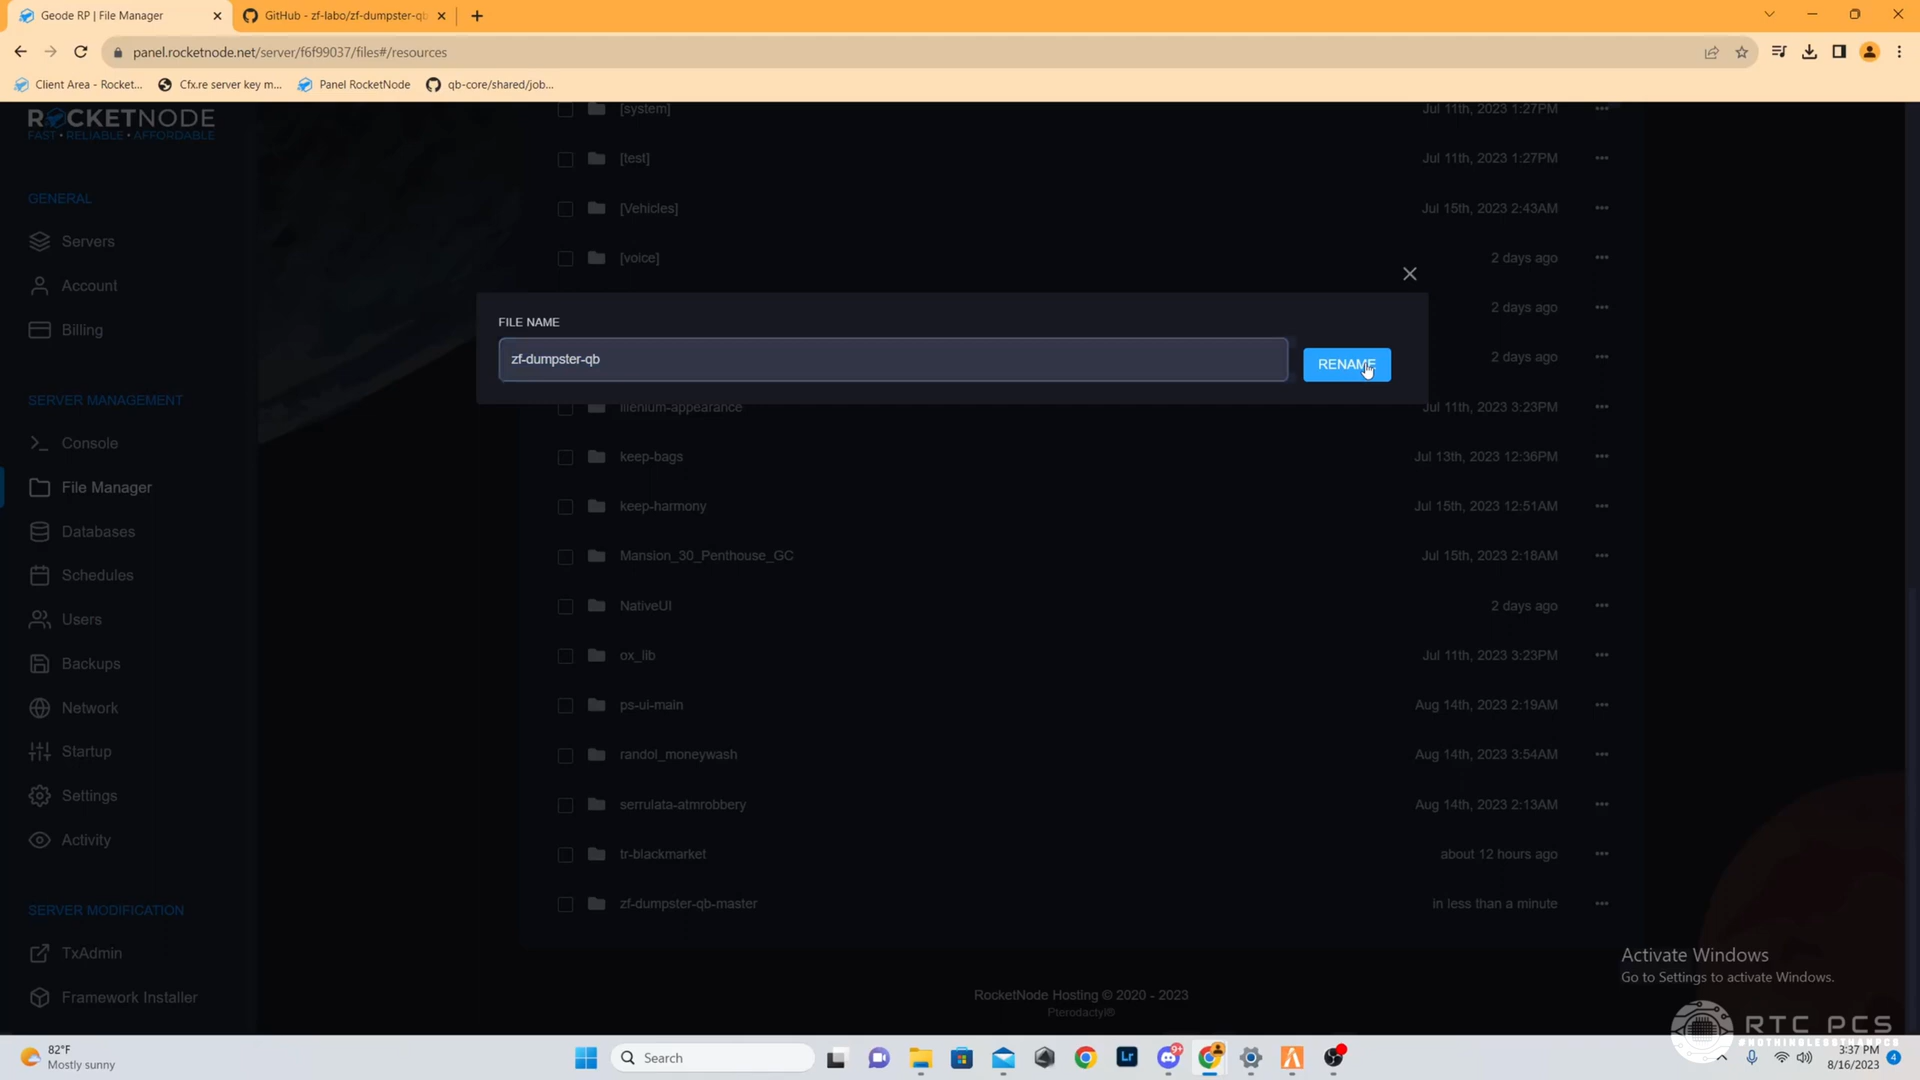 Geode RP | File Manager
GitHub - zf-labo/zf-dumpster-qb
panel.rocketnode.net/server/f6f99037/files#/resources
Client Area - Rocket...
Cfx.re server key m...
Panel RocketNode
qb-core/shared/job...
ROCKETNODE
FAST • RELIABLE • AFFORDABLE
GENERAL
Servers
Account
Billing
SERVER MANAGEMENT
Console
File Manager
Databases
Schedules
Users
Backups
Network
Startup
Settings
Activity
SERVER MODIFICATION
TxAdmin
Framework Installer
[system] Jul 11th, 2023 1:27PM
[test] Jul 11th, 2023 1:27PM
[Vehicles] Jul 15th, 2023 2:43AM
[voice] 2 days ago
2 days ago
2 days ago
FILE NAME
zf-dumpster-qb
RENAME
illenium-appearance Jul 11th, 2023 3:23PM
keep-bags Jul 13th, 2023 12:36PM
keep-harmony Jul 15th, 2023 12:51AM
Mansion_30_Penthouse_GC Jul 15th, 2023 2:18AM
NativeUI 2 days ago
ox_lib Jul 11th, 2023 3:23PM
ps-ui-main Aug 14th, 2023 2:19AM
randol_moneywash Aug 14th, 2023 3:54AM
serrulata-atmrobbery Aug 14th, 2023 2:13AM
tr-blackmarket about 12 hours ago
zf-dumpster-qb-master in less than a minute
RocketNode Hosting © 2020 - 2023
Pterodactyl®
Activate Windows
Go to Settings to activate Windows.
RTC PCS
#NOTHINGLESSTHANPCS
82°F
Mostly sunny
Search
Lr
9+
3:37 PM
8/16/2023
4